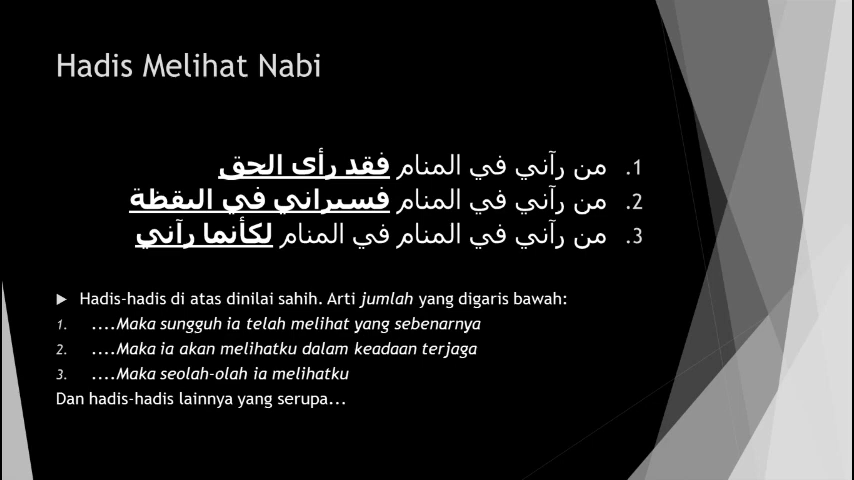 Hadis Melihat Nabi
1. من رآني في المنام فقد رأى الحق
2. من رآني في المنام فسيراني في اليقظة
3. من رآني في المنام في المنام لكأنما رآني
▶ Hadis-hadis di atas dinilai sahih. Arti jumlah yang digaris bawah:
1. ....Maka sungguh ia telah melihat yang sebenarnya
2. ....Maka ia akan melihatku dalam keadaan terjaga
3. ....Maka seolah-olah ia melihatku
Dan hadis-hadis lainnya yang serupa...